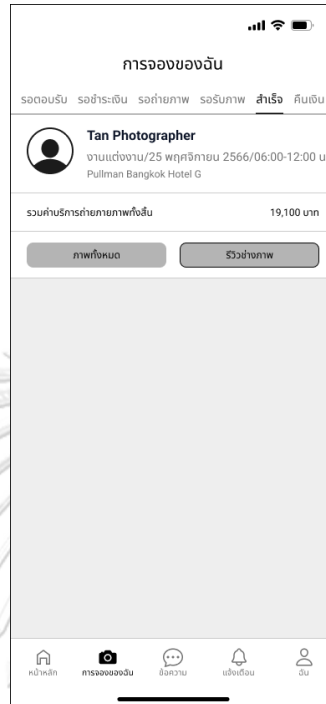 การจองของฉัน
รอตอบรับ รอชำระเงิน รอถ่ายภาพ รอรับภาพ สำเร็จ คืนเงิน
Tan Photographer
งานแต่งงาน/25 พฤศจิกายน 2566/06:00-12:00 น
Pullman Bangkok Hotel G
รวมค่าบริการถ่ายภายภาพทั้งสิ้น 19,100 บาท
ภาพทั้งหมด รีวิวช่างภาพ
หน้าหลัก การจองของฉัน ข้อความ แจ้งเตือน ฉัน